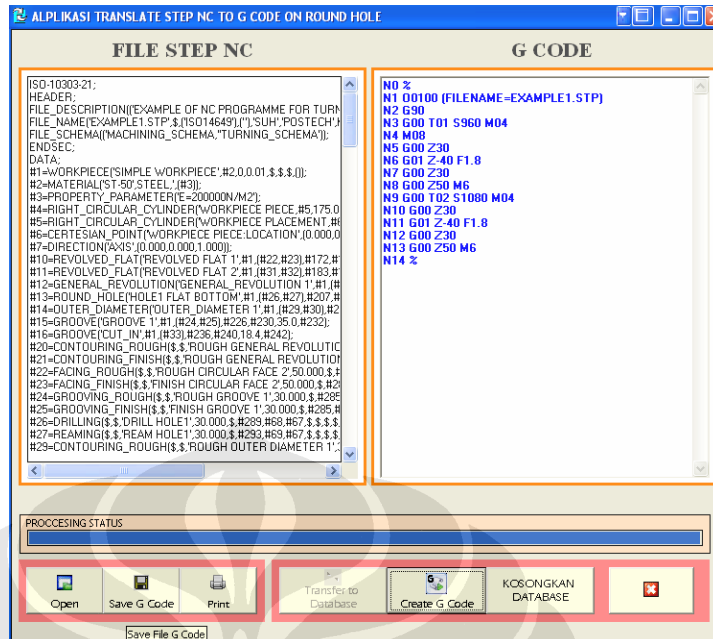 ALPLIKASI TRANSLATE STEP NC TO G CODE ON ROUND HOLE
FILE STEP NC
ISO-10303-21;
HEADER;
FILE_DESCRIPTION(('EXAMPLE OF NC PROGRAMME FOR TURN
FILE_NAME('EXAMPLE1.STP',$,('ISO14649'),(''),'SUH','POSTECH',
FILE_SCHEMA(('MACHINING_SCHEMA,''TURNING_SCHEMA'));
ENDSEC;
DATA;
#1=WORKPIECE('SIMPLE WORKPIECE',#2,0,0.01,$,$,$,());
#2=MATERIAL('ST-50',STEEL,',(#3));
#3=PROPERTY_PARAMETER('E=200000N/M2');
#4=RIGHT_CIRCULAR_CYLINDER('WORKPIECE PIECE,#5,175.0
#5=RIGHT_CIRCULAR_CYLINDER('WORKPIECE PLACEMENT,#
#6=CERTESIAN_POINT('WORKPIECE PIECE:LOCATION',(0.000,0
#7=DIRECTION('AXIS',(0.000,0.000,1.000));
#10=REVOLVED_FLAT('REVOLVED FLAT 1',#1,(#22,#23),#172,#
#11=REVOLVED_FLAT('REVOLVED FLAT 2',#1,(#31,#32),#183,#
#12=GENERAL_REVOLUTION('GENERAL_REVOLUTION 1',#1,(#
#13=ROUND_HOLE('HOLE1 FLAT BOTTOM',#1,(#26,#27),#207,#
#14=OUTER_DIAMETER('OUTER_DIAMETER 1',#1,(#29,#30),#2
#15=GROOVE('GROOVE 1',#1,(#24,#25),#226,#230,35.0,#232);
#16=GROOVE('CUT_IN',#1,(#33),#236,#240,18.4,#242);
#20=CONTOURING_ROUGH($,$,'ROUGH GENERAL REVOLUTIC
#21=CONTOURING_FINISH($,$,'ROUGH GENERAL REVOLUTION
#22=FACING_ROUGH($,$,'ROUGH CIRCULAR FACE 2',50.000,$,#
#23=FACING_FINISH($,$,'FINISH CIRCULAR FACE 2',50.000,$,#2
#24=GROOVING_ROUGH($,$,'ROUGH GROOVE 1',30.000,$,#285
#25=GROOVING_FINISH($,$,'FINISH GROOVE 1',30.000,$,#285,#
#26=DRILLING($,$,'DRILL HOLE1',30.000,$,#289,#68,#67,$,$,$,$,
#27=REAMING($,$,'REAM HOLE1',30.000,$,#293,#69,#67,$,$,$,$,
#29=CONTOURING_ROUGH($,$,'ROUGH OUTER DIAMETER 1',
G CODE
N0 %
N1 O0100 (FILENAME=EXAMPLE1.STP)
N2 G90
N3 G00 T01 S960 M04
N4 M08
N5 G00 Z30
N6 G01 Z-40 F1.8
N7 G00 Z30
N8 G00 Z50 M6
N9 G00 T02 S1080 M04
N10 G00 Z30
N11 G01 Z-40 F1.8
N12 G00 Z30
N13 G00 Z50 M6
N14 %
PROCCESING STATUS
Open
Save G Code
Print
Transfer to
Database
Create G Code
KOSONGKAN
DATABASE
Save File G Code